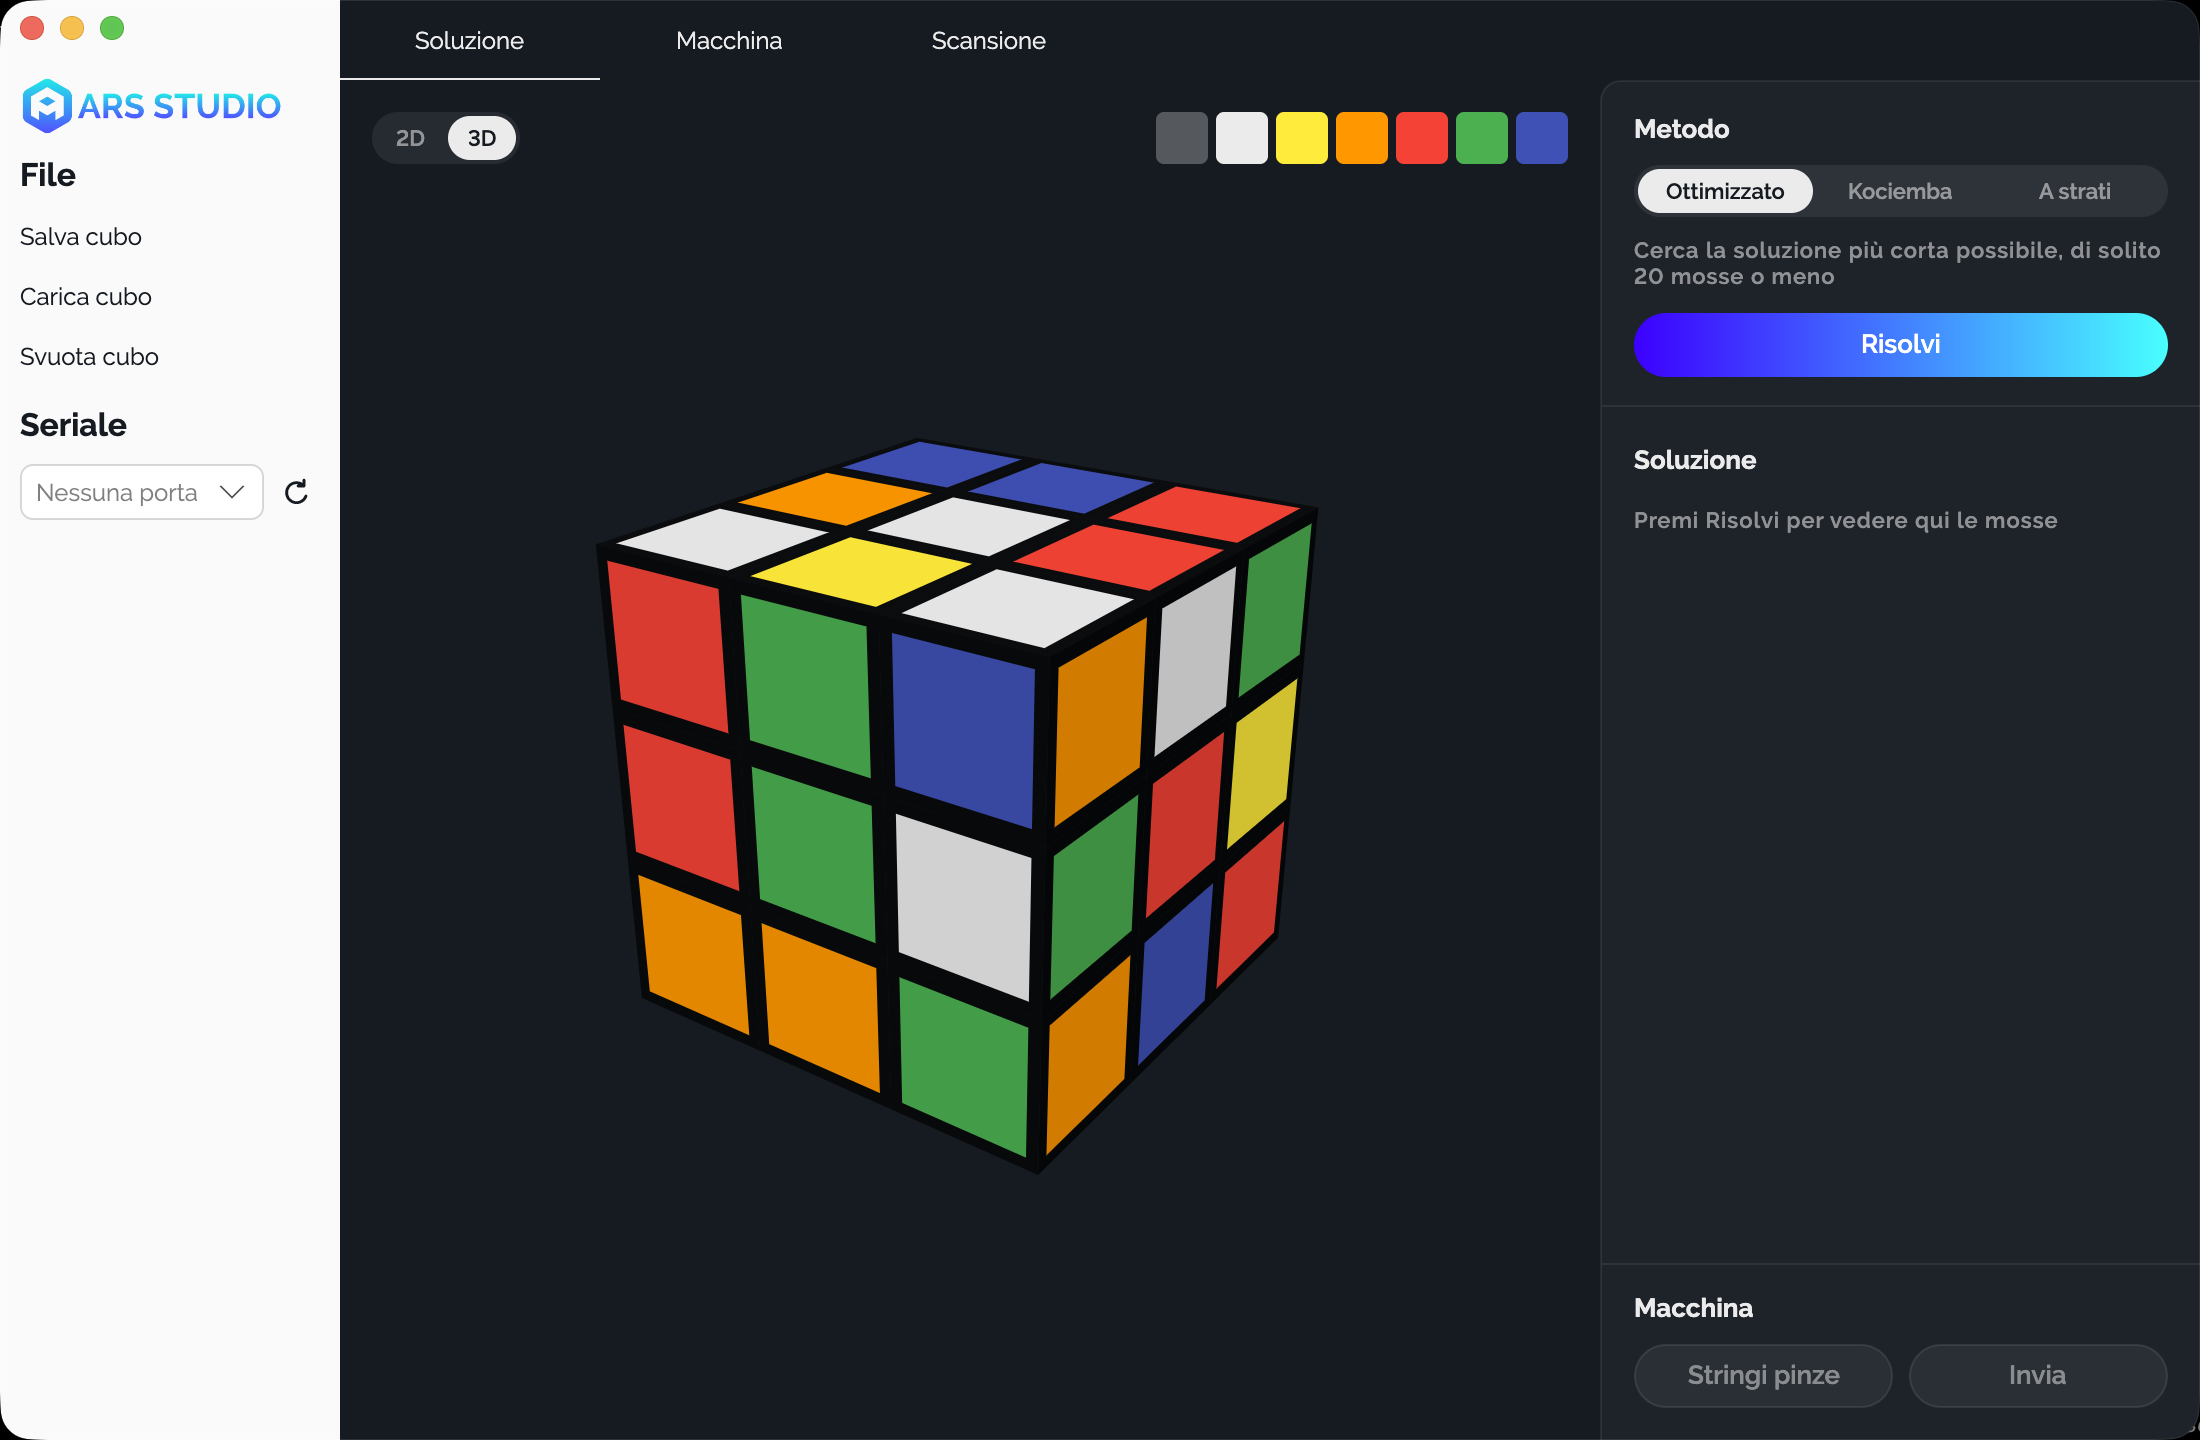 Soluzione
Macchina
Scansione
ARS STUDIO
File
Salva cubo
Carica cubo
Svuota cubo
Seriale
Nessuna porta
2D
3D
Metodo
Ottimizzato
Kociemba
A strati
Cerca la soluzione più corta possibile, di solito
20 mosse o meno
Risolvi
Soluzione
Premi Risolvi per vedere qui le mosse
Macchina
Stringi pinze
Invia